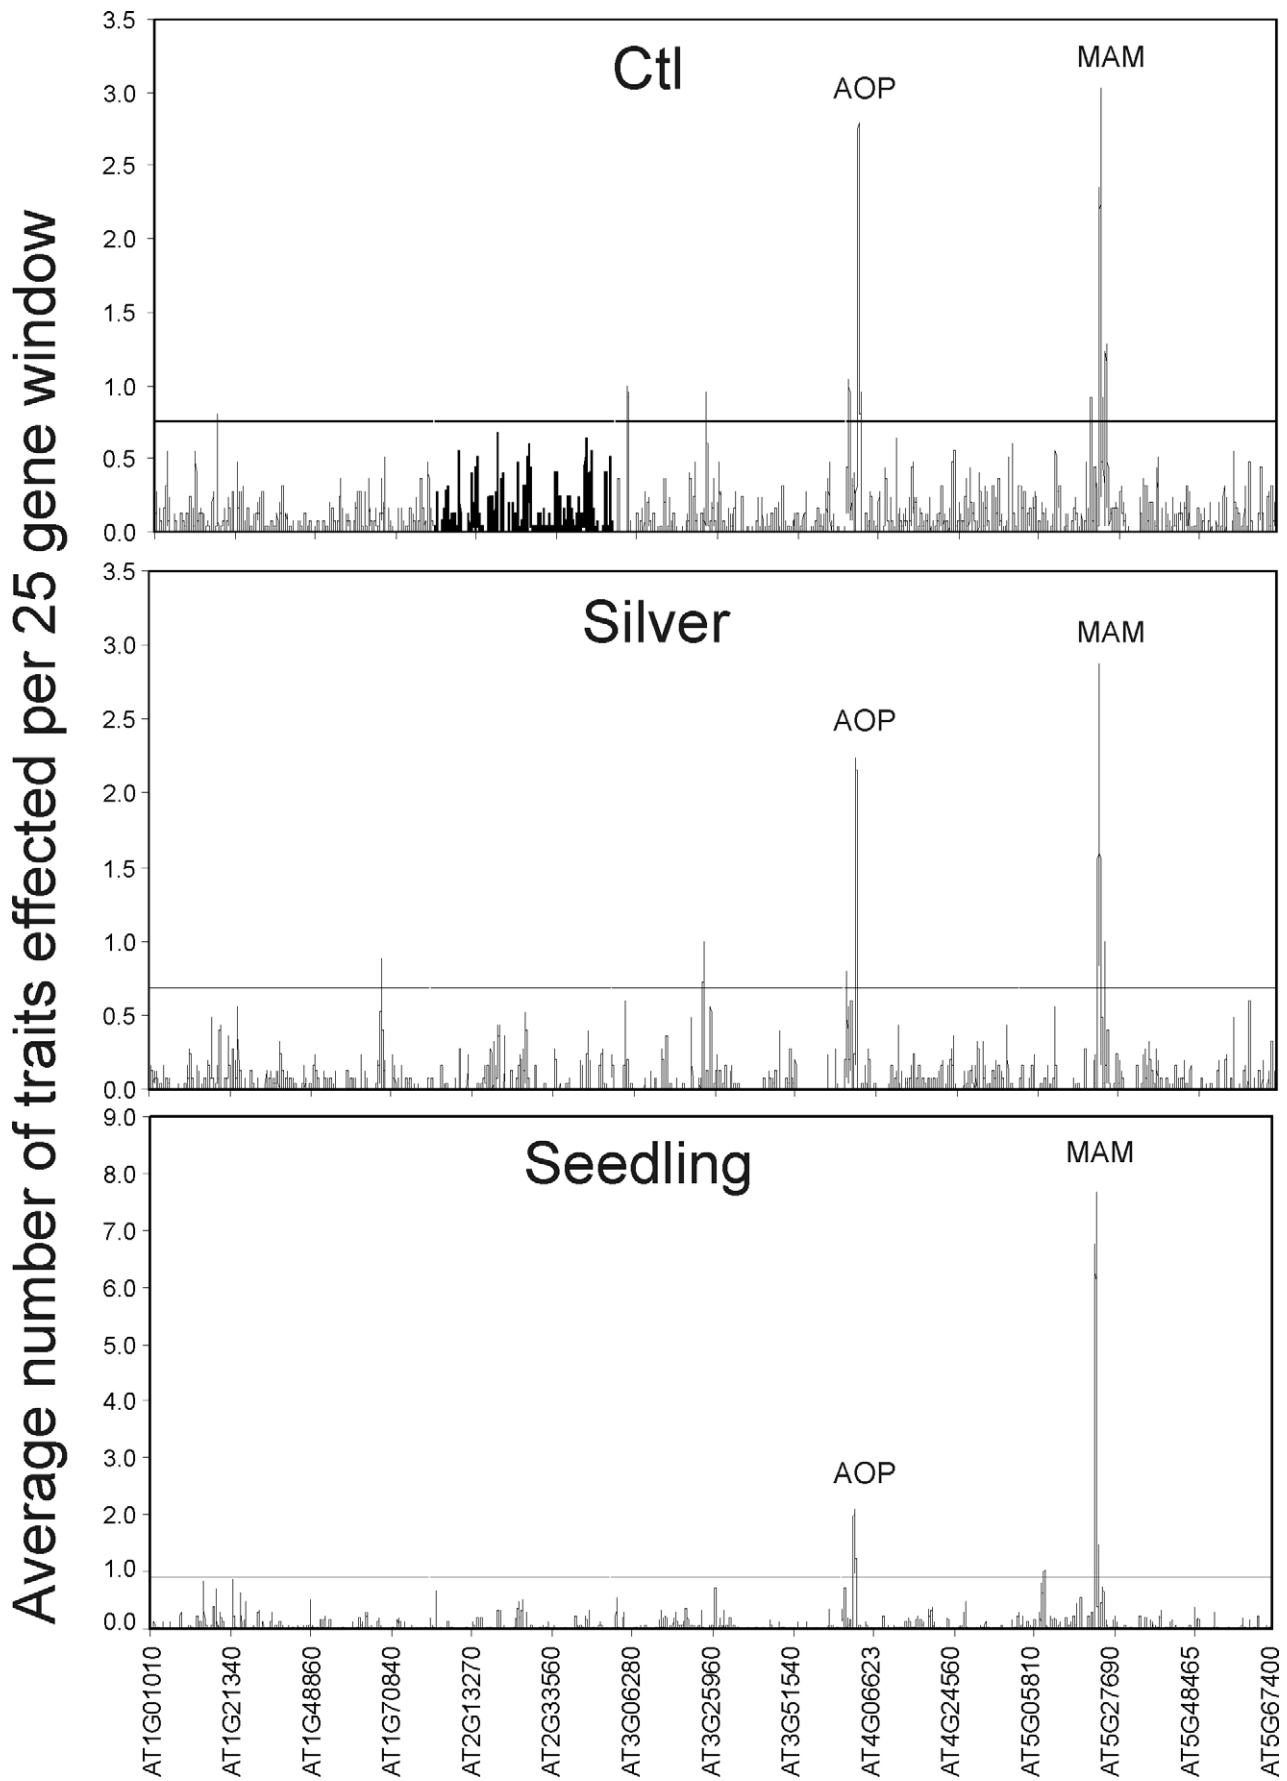 Average number of traits effected per 25 gene window
3.5
3.0
2.5
2.0
1.5
1.0
0.5
0.0
Ctl
AOP
MAM
3.5
3.0
2.5
2.0
1.5
1.0
0.5
0.0
Silver
AOP
MAM
9.0
8.0
7.0
6.0
5.0
4.0
3.0
2.0
1.0
0.0
Seedling
AOP
MAM
AT1G01010
AT1G21340
AT1G48860
AT1G70840
AT2G13270
AT2G33560
AT3G06280
AT3G25960
AT3G51540
AT4G06623
AT4G24560
AT5G05810
AT5G27690
AT5G48465
AT5G67400